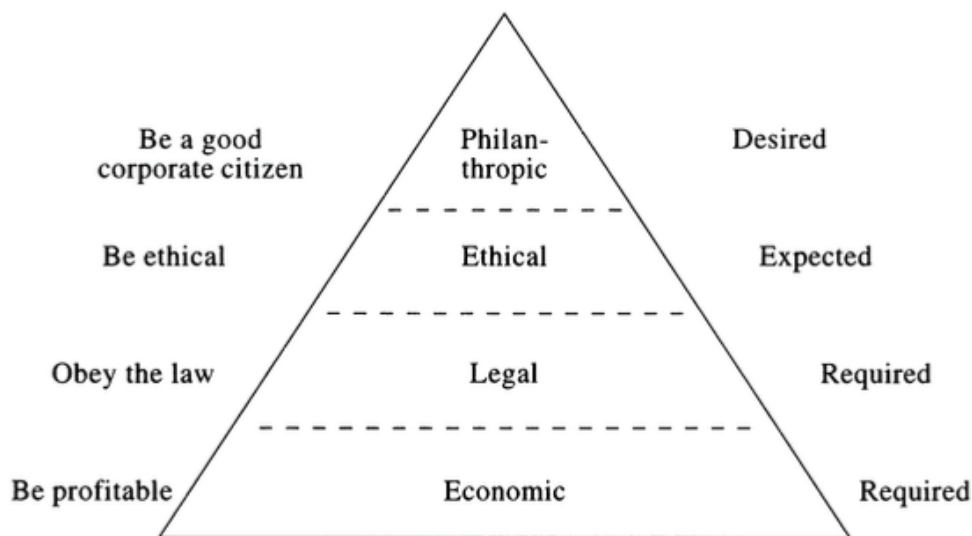 Be a good
corporate citizen
Philan-
thropic
Desired
Be ethical
Ethical
Expected
Obey the law
Legal
Required
Be profitable
Economic
Required